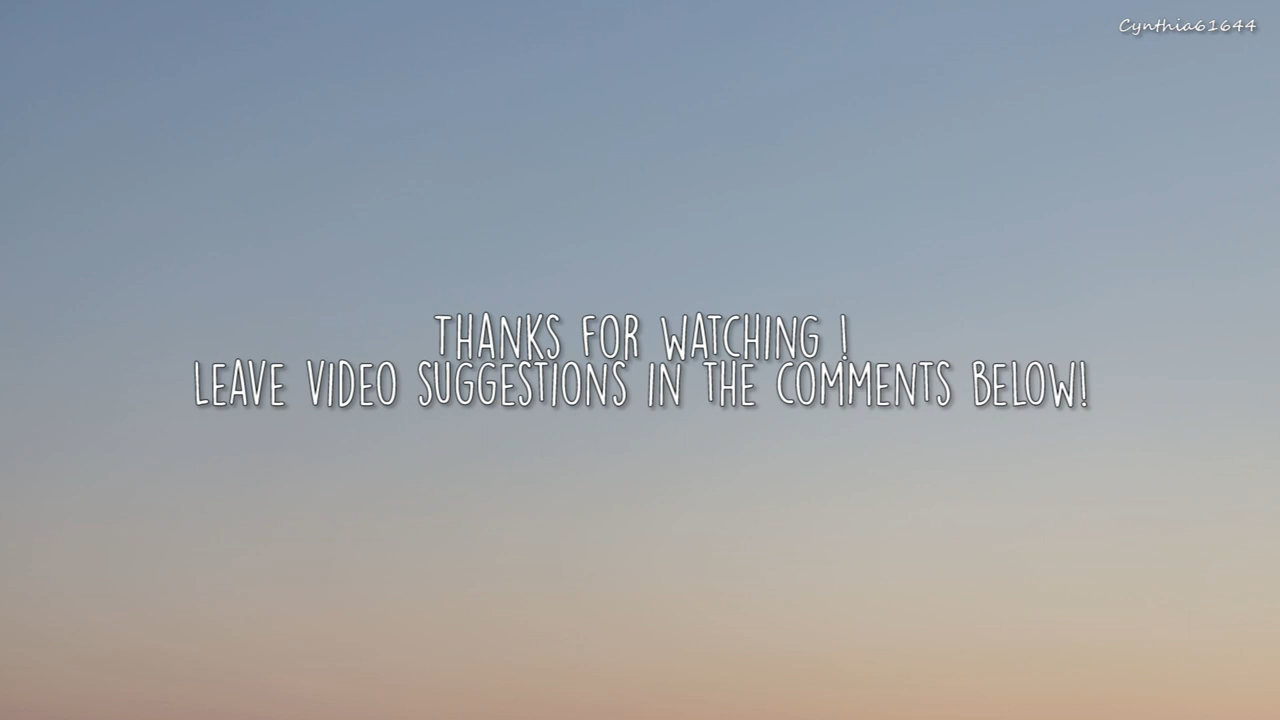 Cynthia61644
THANKS FOR WATCHING !
LEAVE VIDEO SUGGESTIONS IN THE COMMENTS BELOW!